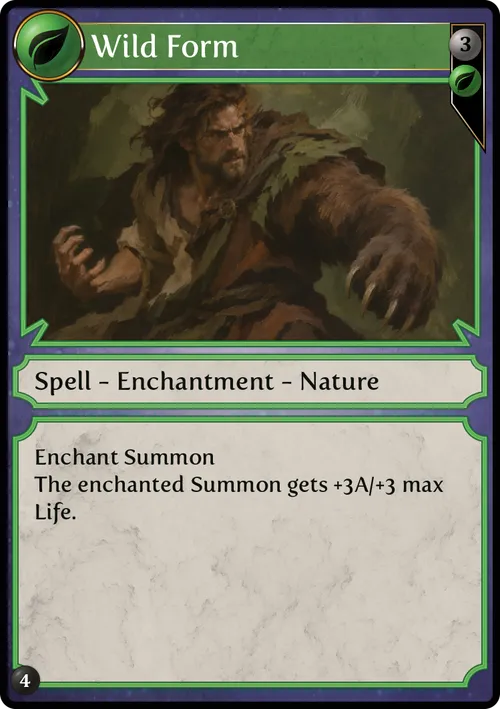 Wild Form
3
Spell - Enchantment - Nature
Enchant Summon
The enchanted Summon gets +3A/+3 max
Life.
4